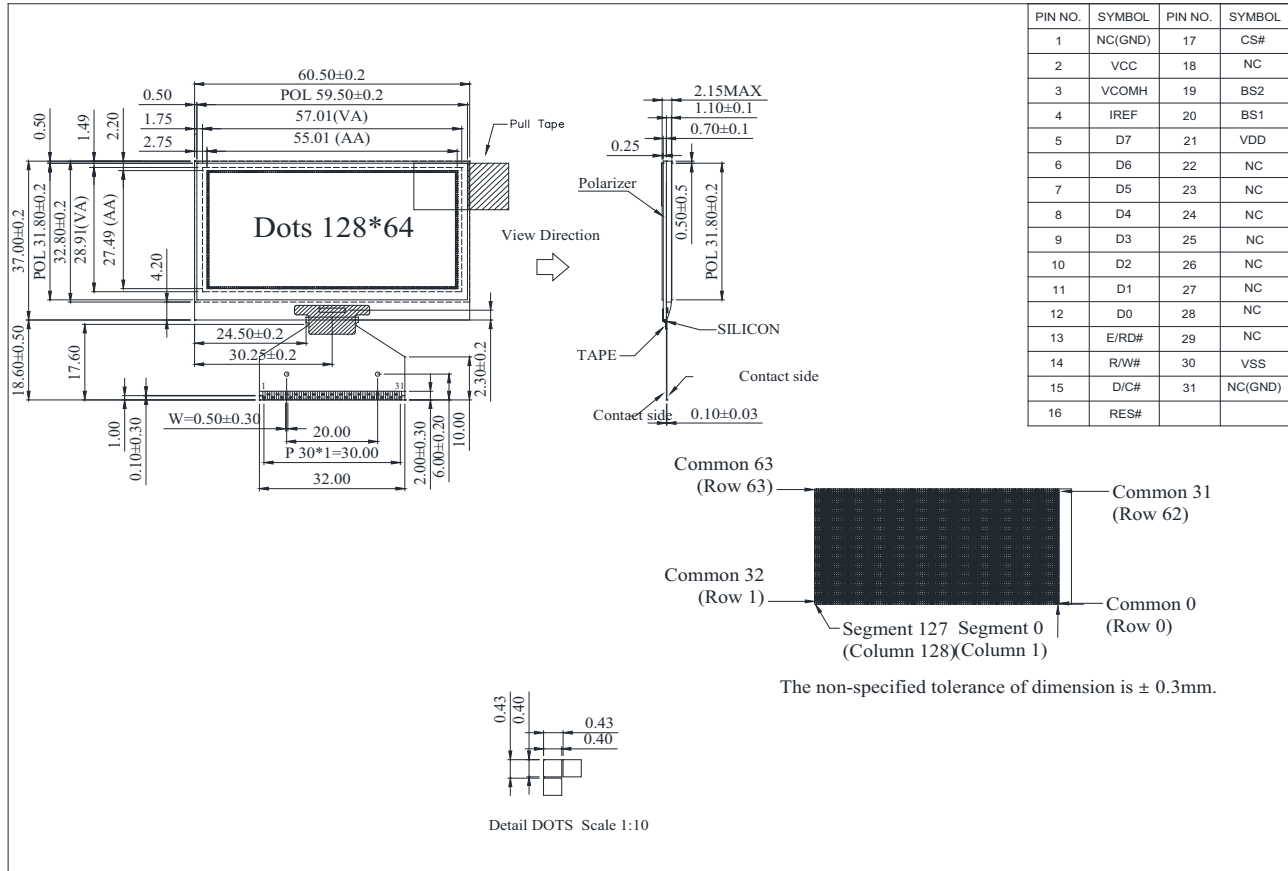 60.50±0.2
0.50
POL 59.50±0.2
1.75
57.01(VA)
2.75
55.01 (AA)
0.50
1.49
2.20
Pull Tape
37.00±0.2
POL 31.80±0.2
32.80±0.2
28.91(VA)
27.49 (AA)
4.20
Dots 128*64
View Direction
18.60±0.50
17.60
24.50±0.2
30.25±0.2
2.30±0.2
1
31
1.00
0.10±0.30
W=0.50±0.30
20.00
P 30*1=30.00
32.00
2.00±0.30
6.00±0.20
10.00
2.15MAX
1.10±0.1
0.70±0.1
0.25
Polarizer
0.50±0.5
POL 31.80±0.2
SILICON
TAPE
Contact side
Contact side
0.10±0.03
PIN NO. SYMBOL PIN NO. SYMBOL
1 NC(GND) 17 CS#
2 VCC 18 NC
3 VCOMH 19 BS2
4 IREF 20 BS1
5 D7 21 VDD
6 D6 22 NC
7 D5 23 NC
8 D4 24 NC
9 D3 25 NC
10 D2 26 NC
11 D1 27 NC
12 D0 28 NC
13 E/RD# 29 NC
14 R/W# 30 VSS
15 D/C# 31 NC(GND)
16 RES#
Common 63
(Row 63)
Common 31
(Row 62)
Common 32
(Row 1)
Common 0
(Row 0)
Segment 127 Segment 0
(Column 128)(Column 1)
The non-specified tolerance of dimension is ± 0.3mm.
0.43
0.40
0.43
0.40
Detail DOTS Scale 1:10